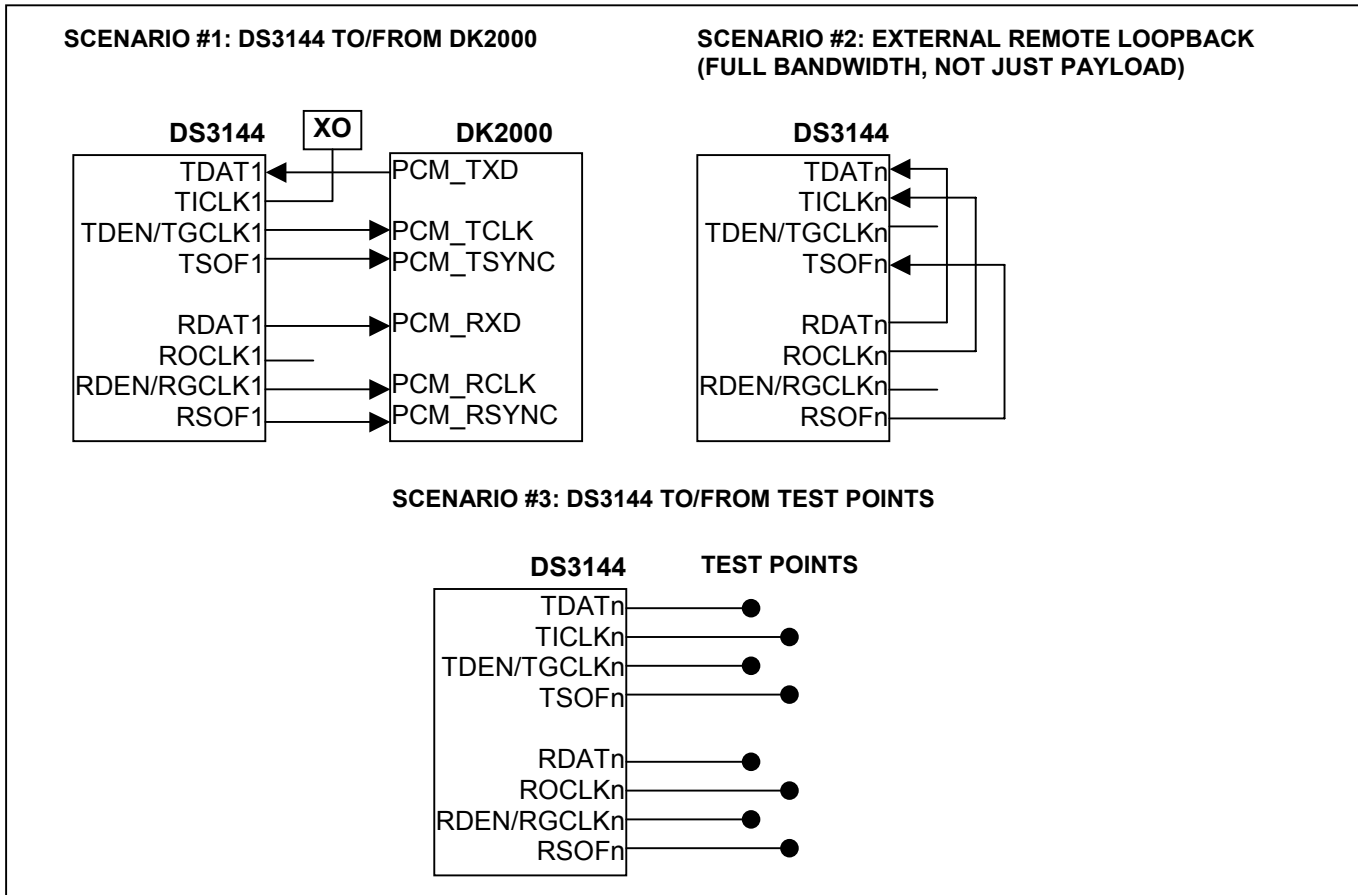 SCENARIO #1: DS3144 TO/FROM DK2000
DS3144
XO
DK2000
TDAT1
TICLK1
TDEN/TGCLK1
TSOF1
RDAT1
ROCLK1
RDEN/RGCLK1
RSOF1
PCM_TXD
PCM_TCLK
PCM_TSYNC
PCM_RXD
PCM_RCLK
PCM_RSYNC
SCENARIO #2: EXTERNAL REMOTE LOOPBACK
(FULL BANDWIDTH, NOT JUST PAYLOAD)
DS3144
TDATn
TICLKn
TDEN/TGCLKn
TSOFn
RDATn
ROCLKn
RDEN/RGCLKn
RSOFn
SCENARIO #3: DS3144 TO/FROM TEST POINTS
DS3144
TEST POINTS
TDATn
TICLKn
TDEN/TGCLKn
TSOFn
RDATn
ROCLKn
RDEN/RGCLKn
RSOFn